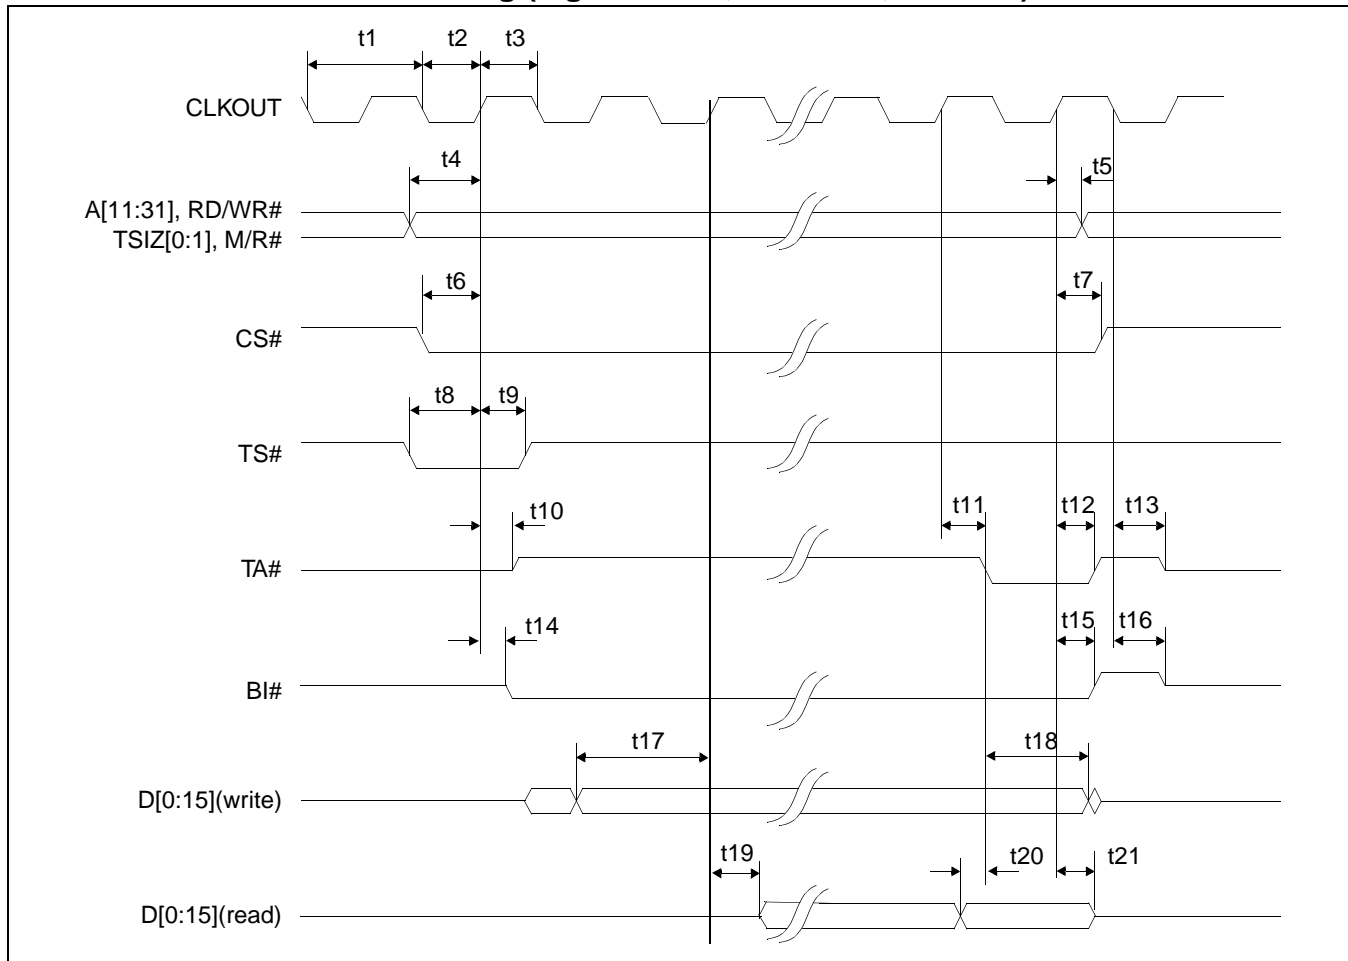 t1 t2 t3
CLKOUT
t4 t5
A[11:31], RD/WR#
TSIZ[0:1], M/R#
t6 t7
CS#
t8 t9
TS#
t10 t11 t12 t13
TA#
t14 t15 t16
BI#
t17 t18
D[0:15](write)
t19 t20 t21
D[0:15](read)